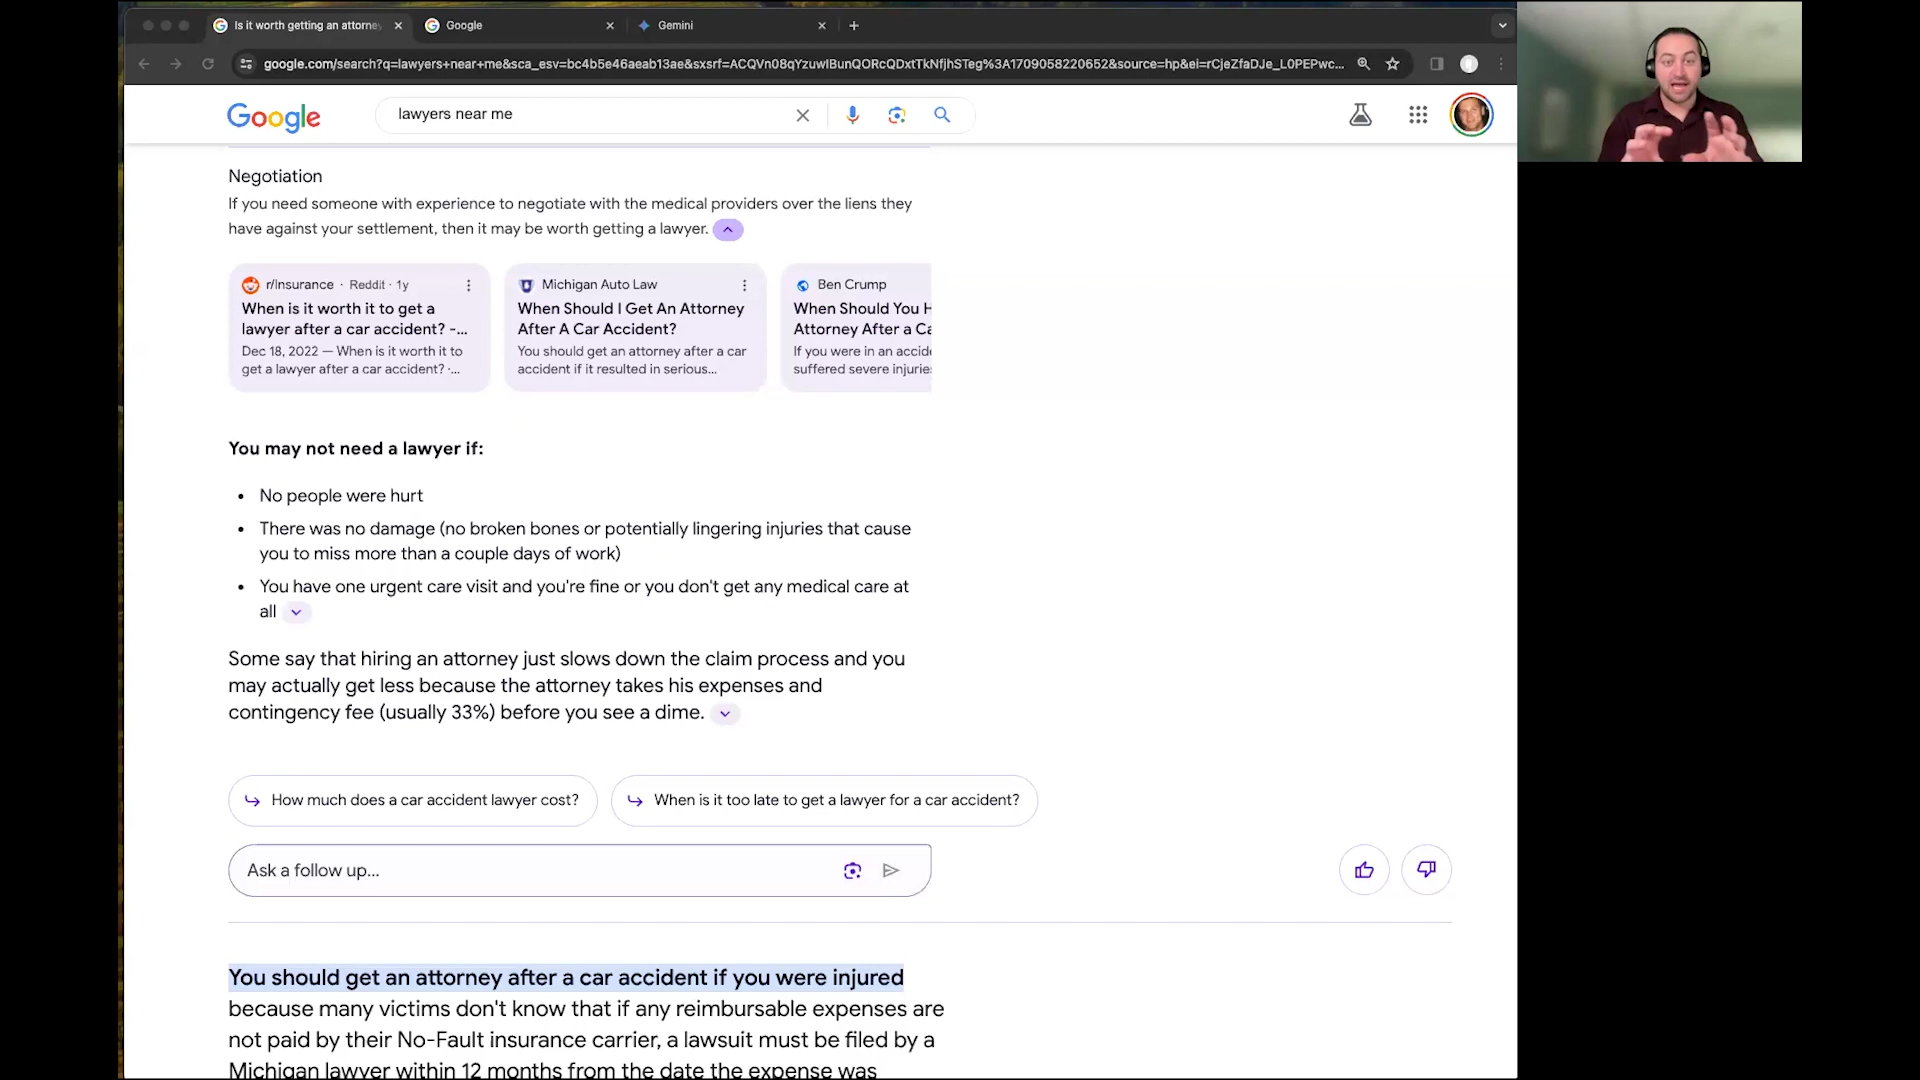 Is it worth getting an attorney
Google
Gemini
google.com/search?q=lawyers+near+me&sca_esv=bc4b5e46aeab13ae&sxsrf=ACQVn08qYzuwIBunQORcQDxtTkNfjhSTeg%3A1709058220652&source=hp&ei=rCjeZfaDJe_L0PEPwc...
Google
lawyers near me
Negotiation
If you need someone with experience to negotiate with the medical providers over the liens they
have against your settlement, then it may be worth getting a lawyer.
r/Insurance · Reddit · 1y
When is it worth it to get a
lawyer after a car accident? -...
Dec 18, 2022 — When is it worth it to
get a lawyer after a car accident? ·...
Michigan Auto Law
When Should I Get An Attorney
After A Car Accident?
You should get an attorney after a car
accident if it resulted in serious...
Ben Crump
When Should You H
Attorney After a Ca
If you were in an accide
suffered severe injurie
You may not need a lawyer if:
• No people were hurt
• There was no damage (no broken bones or potentially lingering injuries that cause
you to miss more than a couple days of work)
• You have one urgent care visit and you're fine or you don't get any medical care at
all
Some say that hiring an attorney just slows down the claim process and you
may actually get less because the attorney takes his expenses and
contingency fee (usually 33%) before you see a dime.
How much does a car accident lawyer cost?
When is it too late to get a lawyer for a car accident?
Ask a follow up...
You should get an attorney after a car accident if you were injured
because many victims don't know that if any reimbursable expenses are
not paid by their No-Fault insurance carrier, a lawsuit must be filed by a
Michigan lawyer within 12 months from the date the expense was